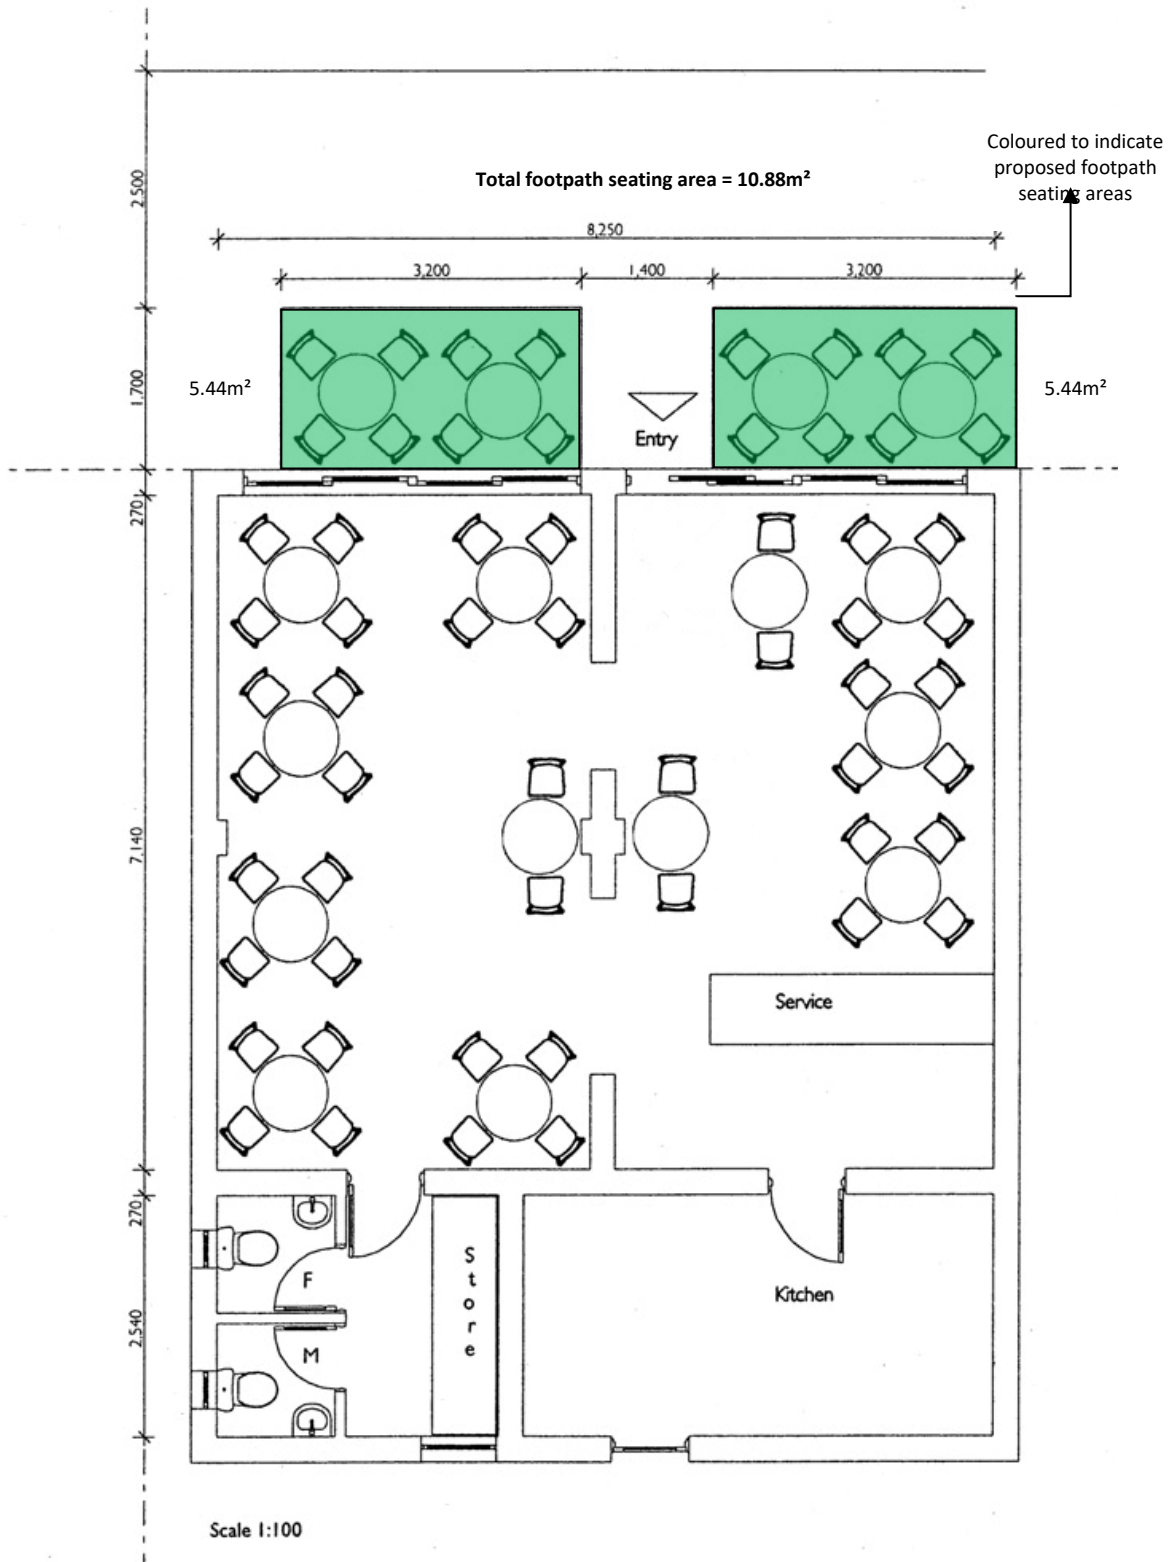 Coloured to indicate
proposed footpath
seating areas
Total footpath seating area = 10.88m²
2500
8,250
3,200
1,400
3,200
1,700
5.44m²
5.44m²
Entry
270
7,140
Service
270
F
Store
Kitchen
2,540
M
Scale 1:100